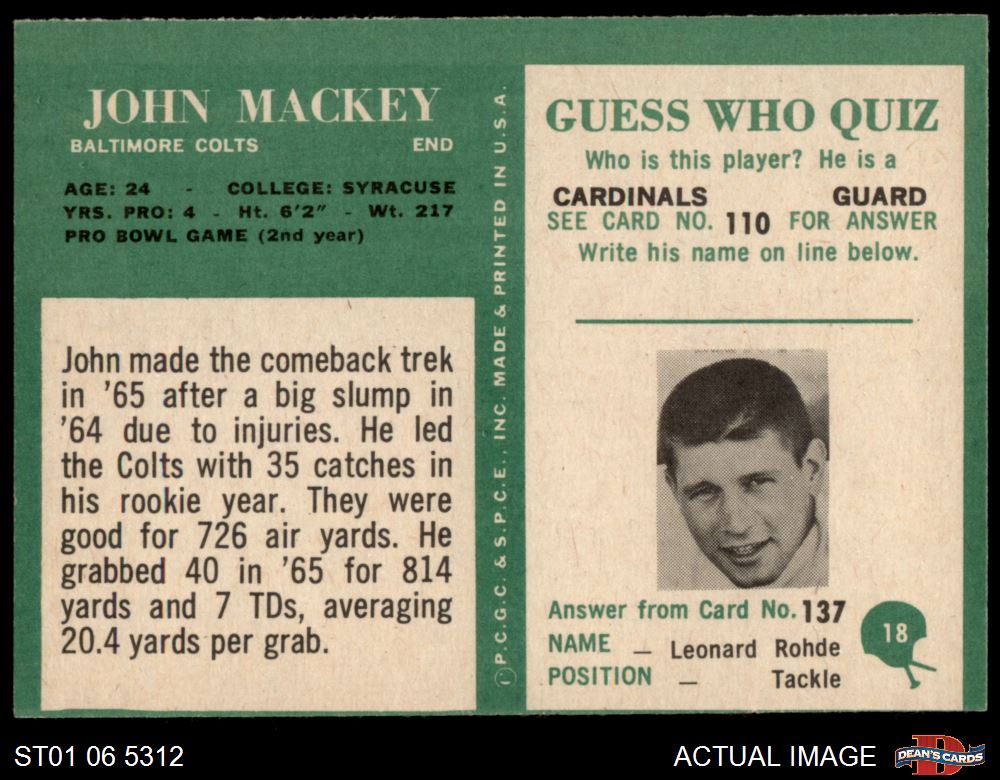 JOHN MACKEY
BALTIMORE COLTS END
AGE: 24 - COLLEGE: SYRACUSE
YRS. PRO: 4 - Ht. 6'2" - Wt. 217
PRO BOWL GAME (2nd year)
John made the comeback trek
in '65 after a big slump in
'64 due to injuries. He led
the Colts with 35 catches in
his rookie year. They were
good for 726 air yards. He
grabbed 40 in '65 for 814
yards and 7 TDs, averaging
20.4 yards per grab.
©P.C.G.C. & S.P.C.E., INC. MADE & PRINTED IN U.S.A.
GUESS WHO QUIZ
Who is this player? He is a
CARDINALS GUARD
SEE CARD NO. 110 FOR ANSWER
Write his name on line below.
Answer from Card No. 137
NAME — Leonard Rohde
POSITION — Tackle
18
ST01 06 5312
ACTUAL IMAGE
DEAN'S CARDS